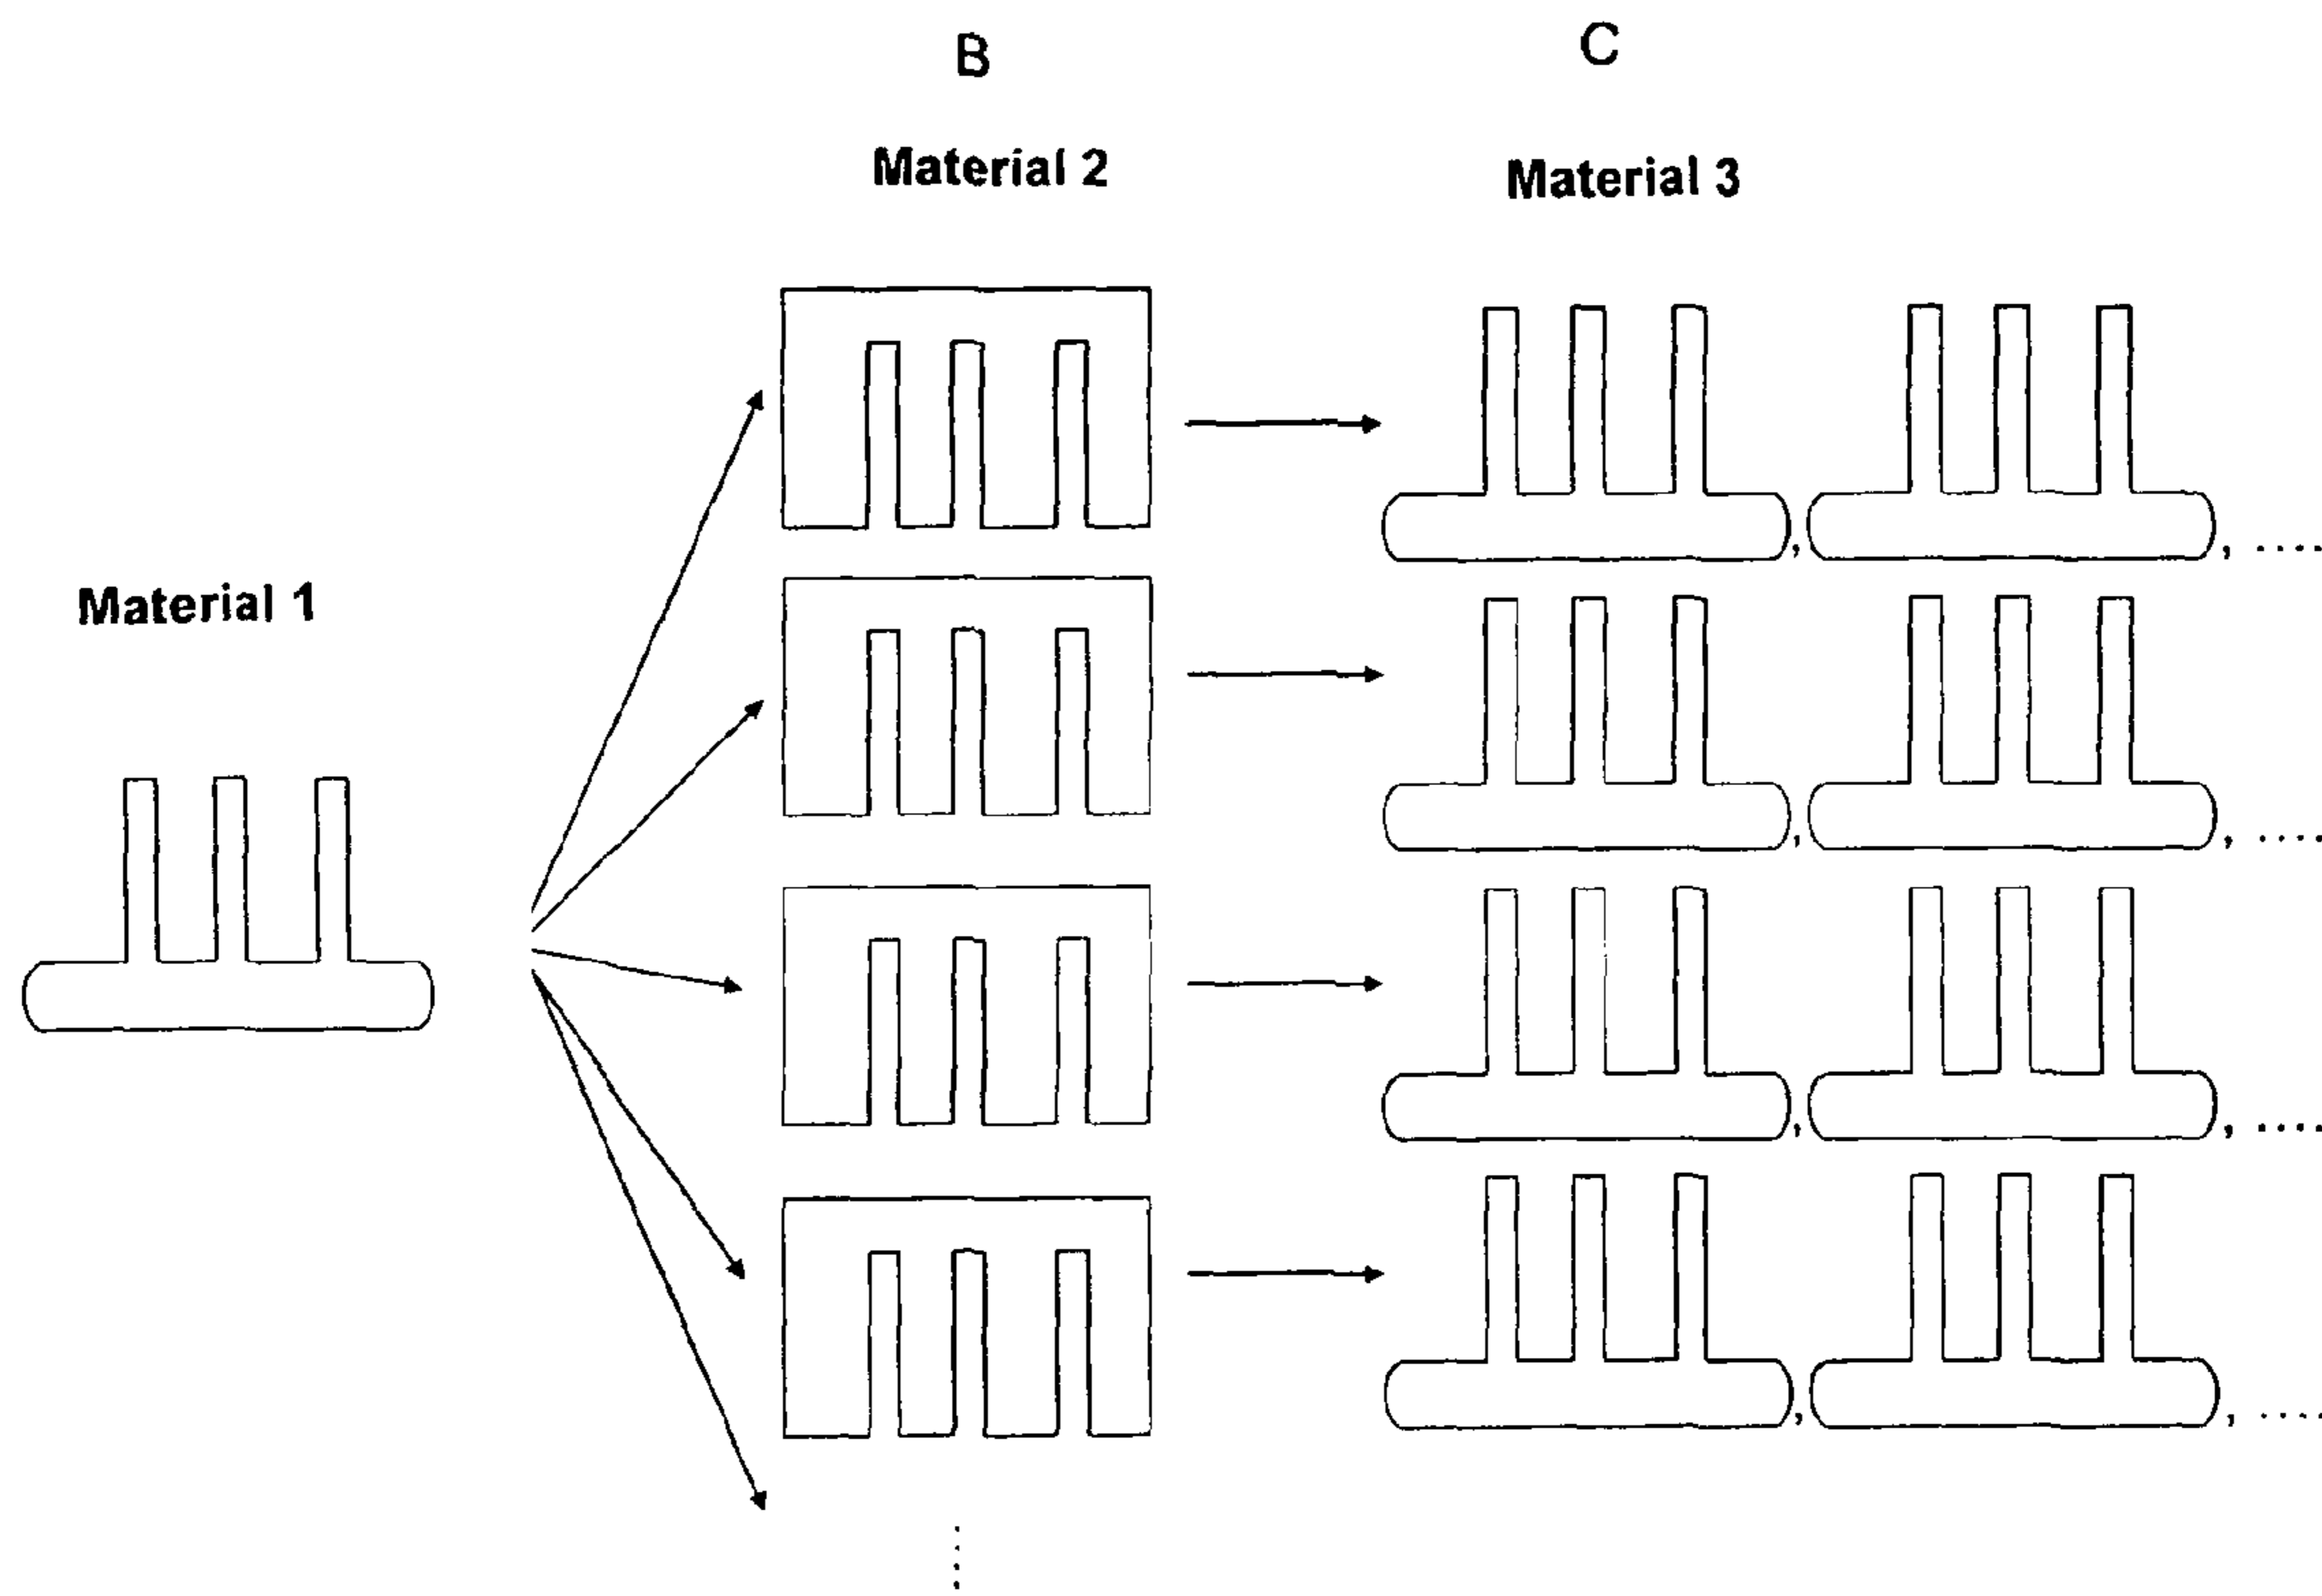 B
C
Material 2
Material 3
Material 1
, ....
, ....
, ....
, ....